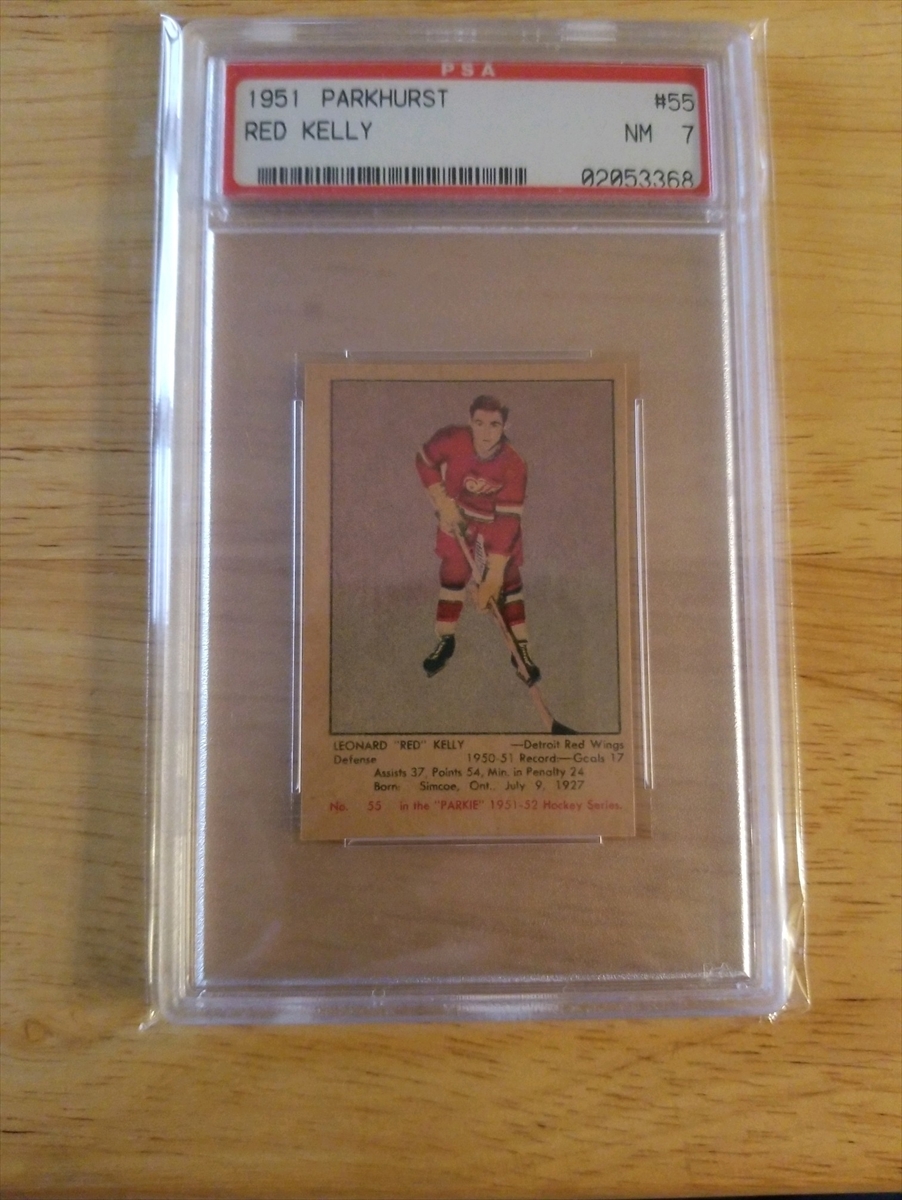 PSA
1951 PARKHURST #55
RED KELLY NM 7
02053368
LEONARD "RED" KELLY —Detroit Red Wings
Defense 1950-51 Record:—Goals 17
Assists 37, Points 54, Min. in Penalty 24
Born: Simcoe, Ont., July 9, 1927
No. 55 in the "PARKIE" 1951-52 Hockey Series.